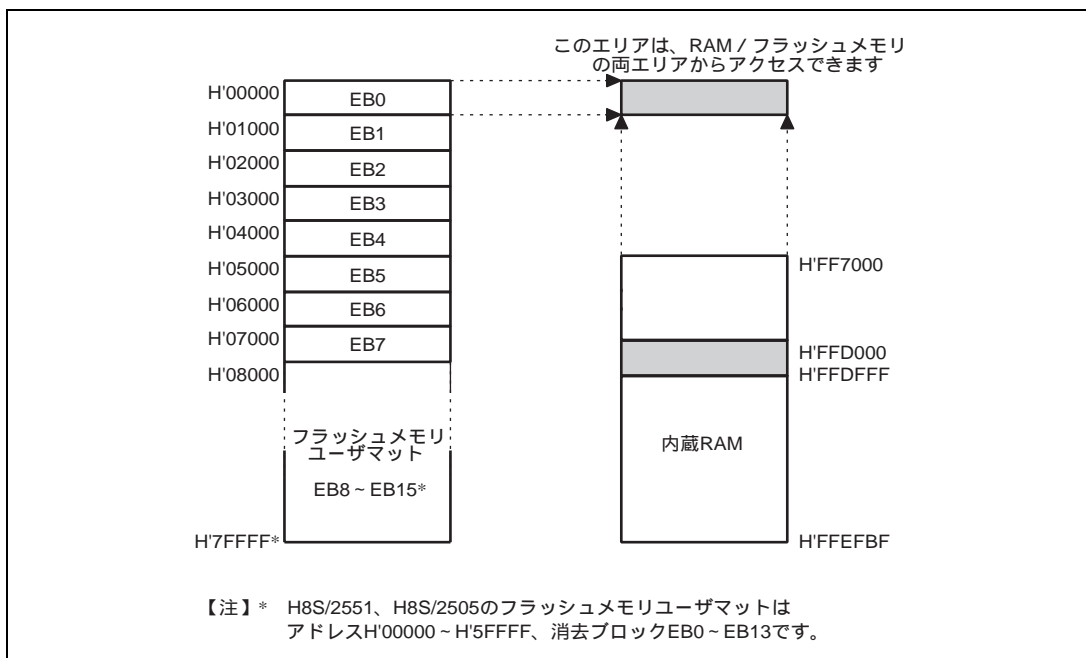 このエリアは、RAM / フラッシュメモリ
の両エリアからアクセスできます
H'00000
EB0
H'01000
EB1
H'02000
EB2
H'03000
EB3
H'04000
EB4
H'05000
EB5
H'06000
EB6
H'07000
EB7
H'08000
フラッシュメモリ
ユーザマット
EB8 ~ EB15*
H'7FFFF*
H'FF7000
H'FFD000
H'FFDFFF
内蔵RAM
H'FFEFBF
【注】* H8S/2551、H8S/2505のフラッシュメモリユーザマットは
アドレスH'00000 ~ H'5FFFF、消去ブロックEB0 ~ EB13です。